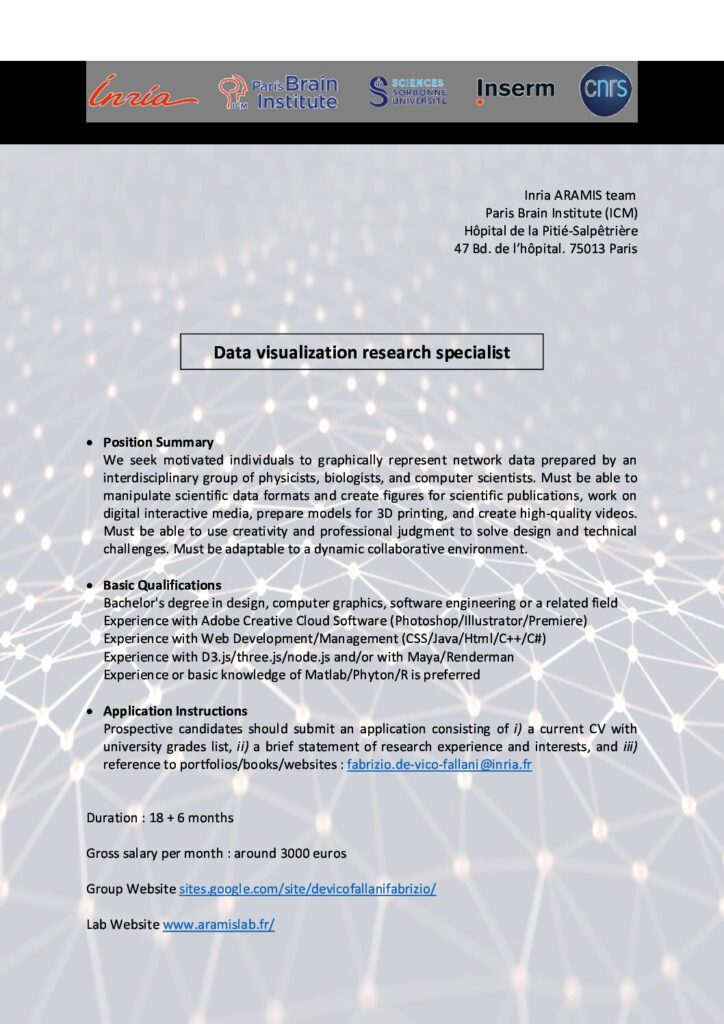 Inria
Paris Brain
Institute
ICM
SCIENCES
SORBONNE
UNIVERSITÉ
Inserm
cnrs
Inria ARAMIS team
Paris Brain Institute (ICM)
Hôpital de la Pitié-Salpêtrière
47 Bd. de l’hôpital. 75013 Paris
Data visualization research specialist
• Position Summary
We seek motivated individuals to graphically represent network data prepared by an
interdisciplinary group of physicists, biologists, and computer scientists. Must be able to
manipulate scientific data formats and create figures for scientific publications, work on
digital interactive media, prepare models for 3D printing, and create high-quality videos.
Must be able to use creativity and professional judgment to solve design and technical
challenges. Must be adaptable to a dynamic collaborative environment.
• Basic Qualifications
Bachelor's degree in design, computer graphics, software engineering or a related field
Experience with Adobe Creative Cloud Software (Photoshop/Illustrator/Premiere)
Experience with Web Development/Management (CSS/Java/Html/C++/C#)
Experience with D3.js/three.js/node.js and/or with Maya/Renderman
Experience or basic knowledge of Matlab/Phyton/R is preferred
• Application Instructions
Prospective candidates should submit an application consisting of i) a current CV with
university grades list, ii) a brief statement of research experience and interests, and iii)
reference to portfolios/books/websites : fabrizio.de-vico-fallani@inria.fr
Duration : 18 + 6 months
Gross salary per month : around 3000 euros
Group Website sites.google.com/site/devicofallanifabrizio/
Lab Website www.aramislab.fr/